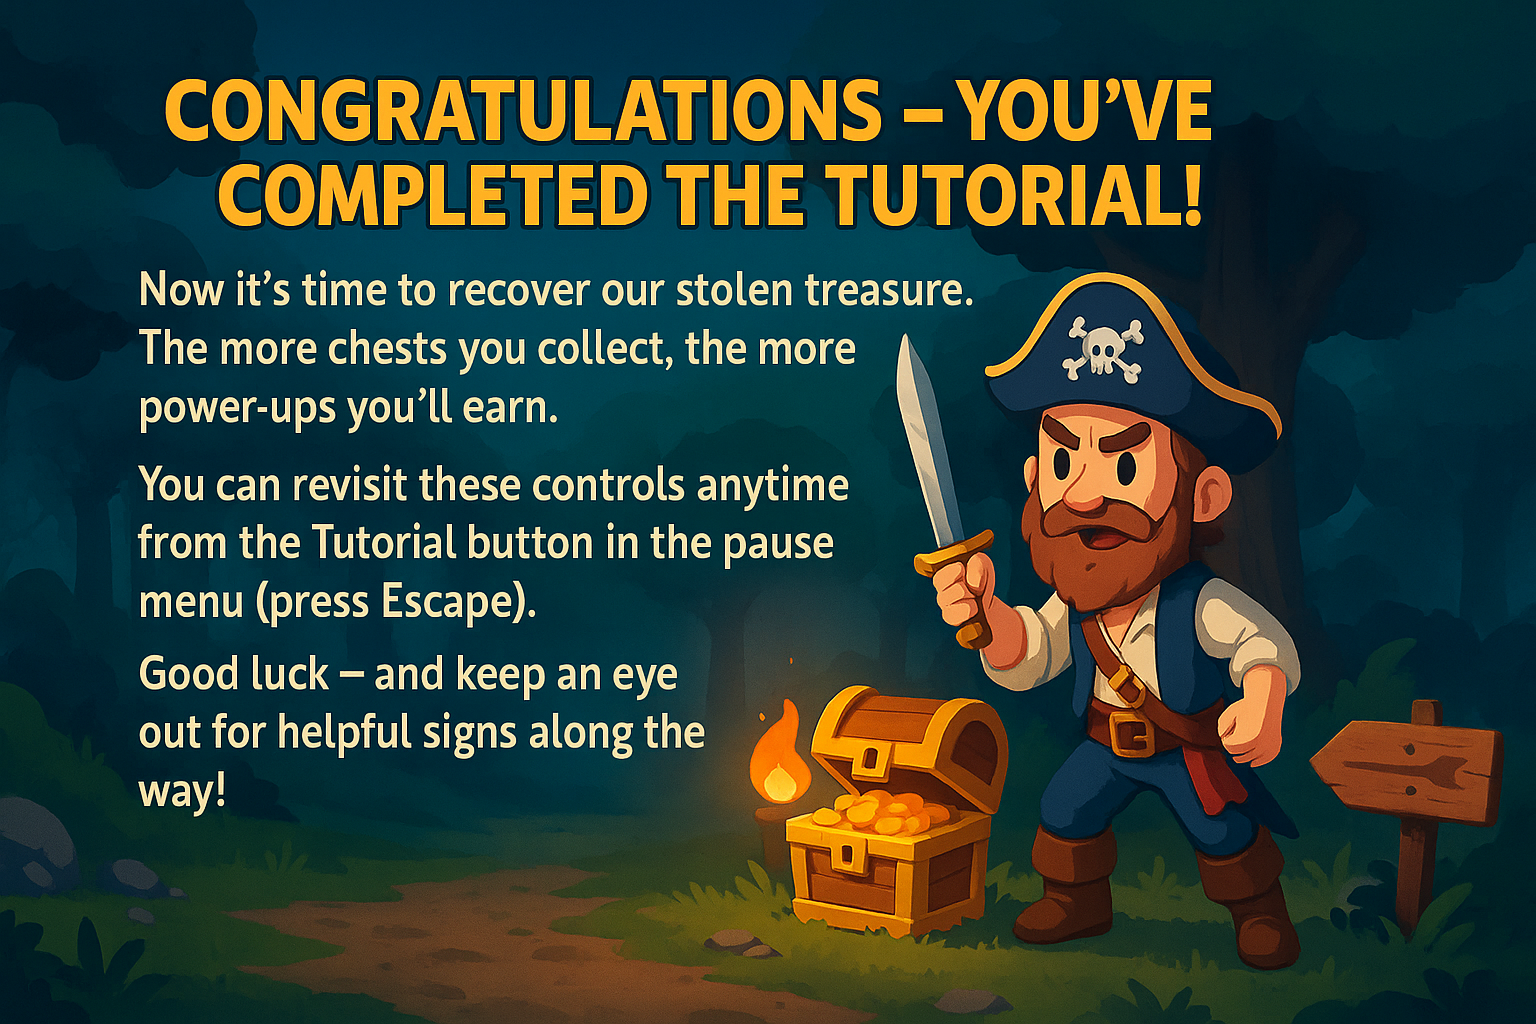 CONGRATULATIONS – YOU’VE
COMPLETED THE TUTORIAL!
Now it’s time to recover our stolen treasure.
The more chests you collect, the more
power-ups you’ll earn.
You can revisit these controls anytime
from the Tutorial button in the pause
menu (press Escape).
Good luck – and keep an eye
out for helpful signs along the
way!